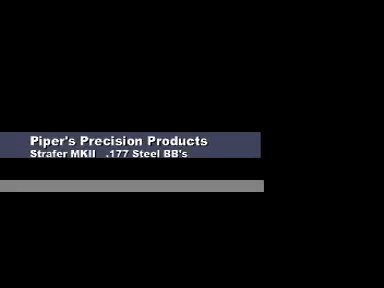 Piper's Precision Products
Strafer MKII .177 Steel BB's